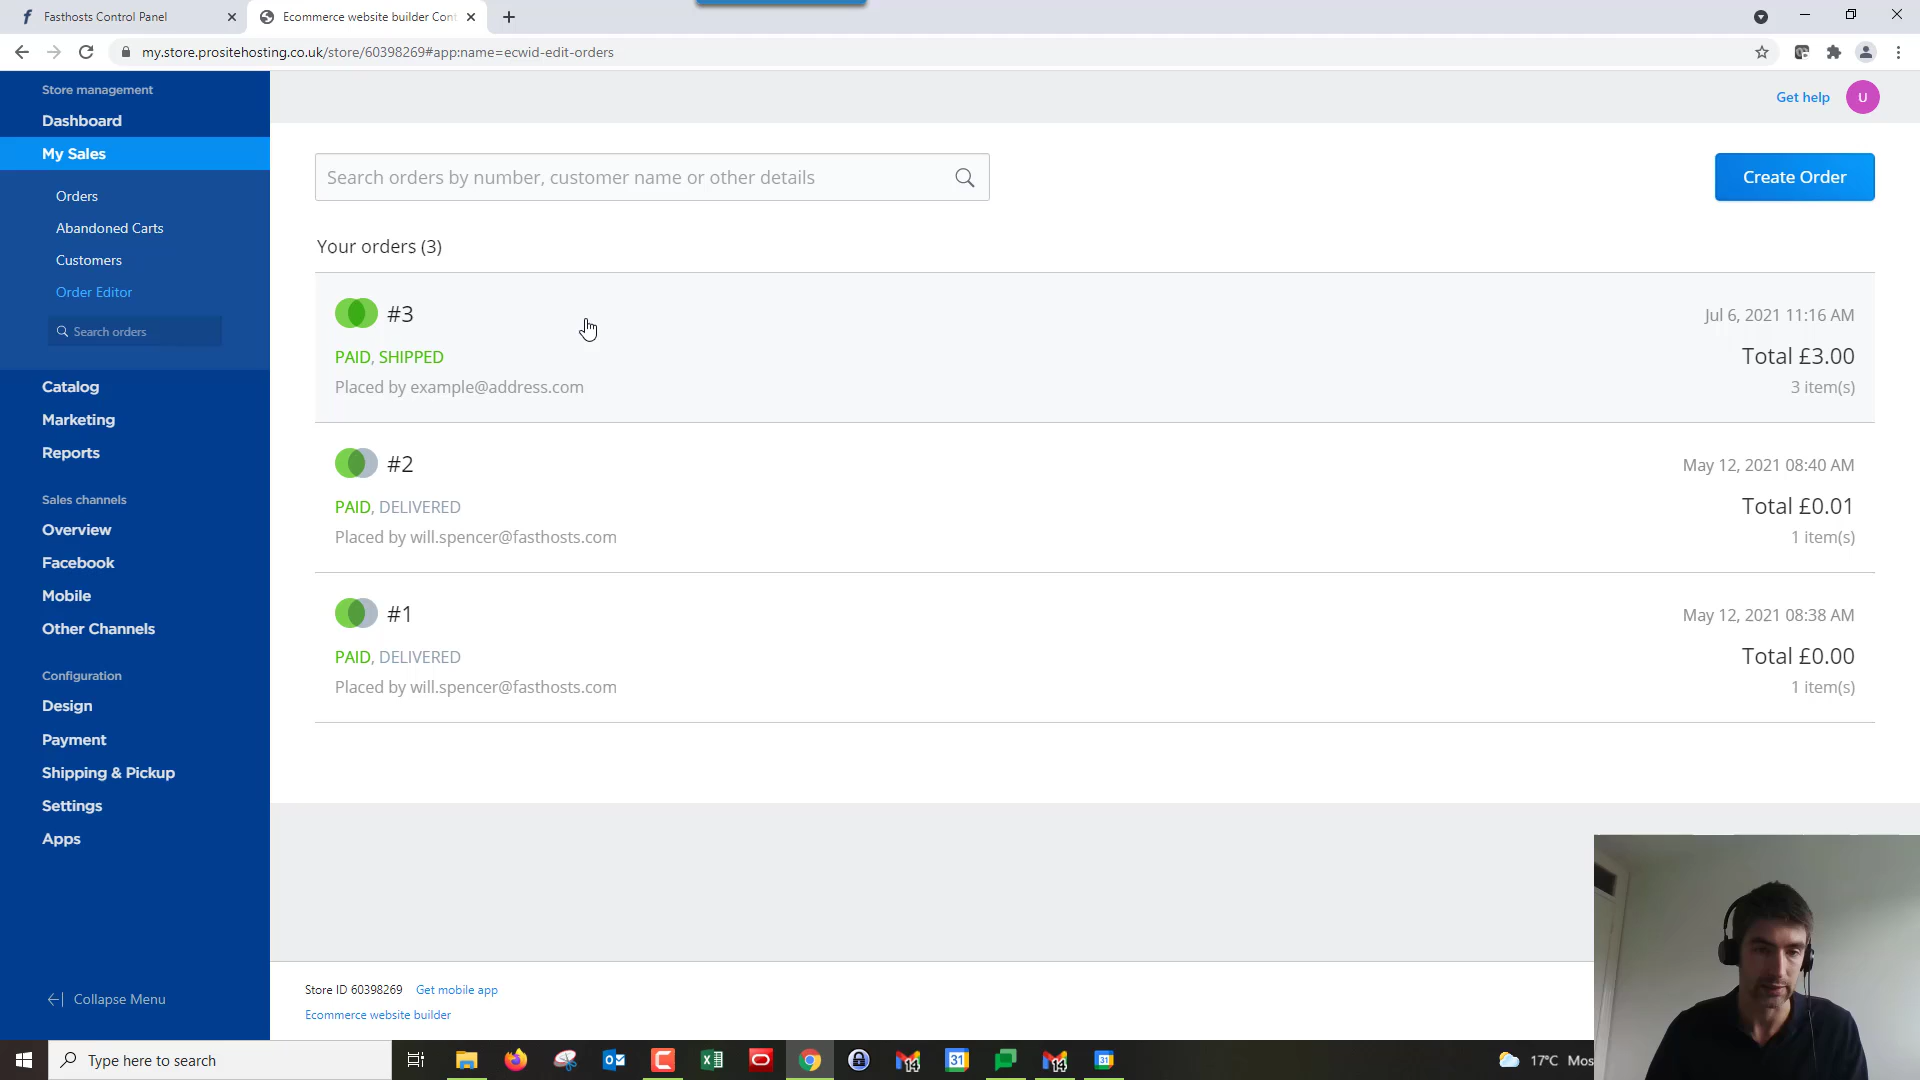 Fasthosts Control Panel
Ecommerce website builder Cont
my.store.prositehosting.co.uk/store/60398269#app:name=ecwid-edit-orders
Store management
Dashboard
My Sales
Orders
Abandoned Carts
Customers
Order Editor
Search orders
Catalog
Marketing
Reports
Sales channels
Overview
Facebook
Mobile
Other Channels
Configuration
Design
Payment
Shipping & Pickup
Settings
Apps
Collapse Menu
Get help
U
Search orders by number, customer name or other details
Create Order
Your orders (3)
#3
Jul 6, 2021 11:16 AM
PAID, SHIPPED
Total £3.00
Placed by example@address.com
3 item(s)
#2
May 12, 2021 08:40 AM
PAID, DELIVERED
Total £0.01
Placed by will.spencer@fasthosts.com
1 item(s)
#1
May 12, 2021 08:38 AM
PAID, DELIVERED
Total £0.00
Placed by will.spencer@fasthosts.com
1 item(s)
Store ID 60398269 Get mobile app
Ecommerce website builder
Type here to search
14
31
14
31
17°C Mos